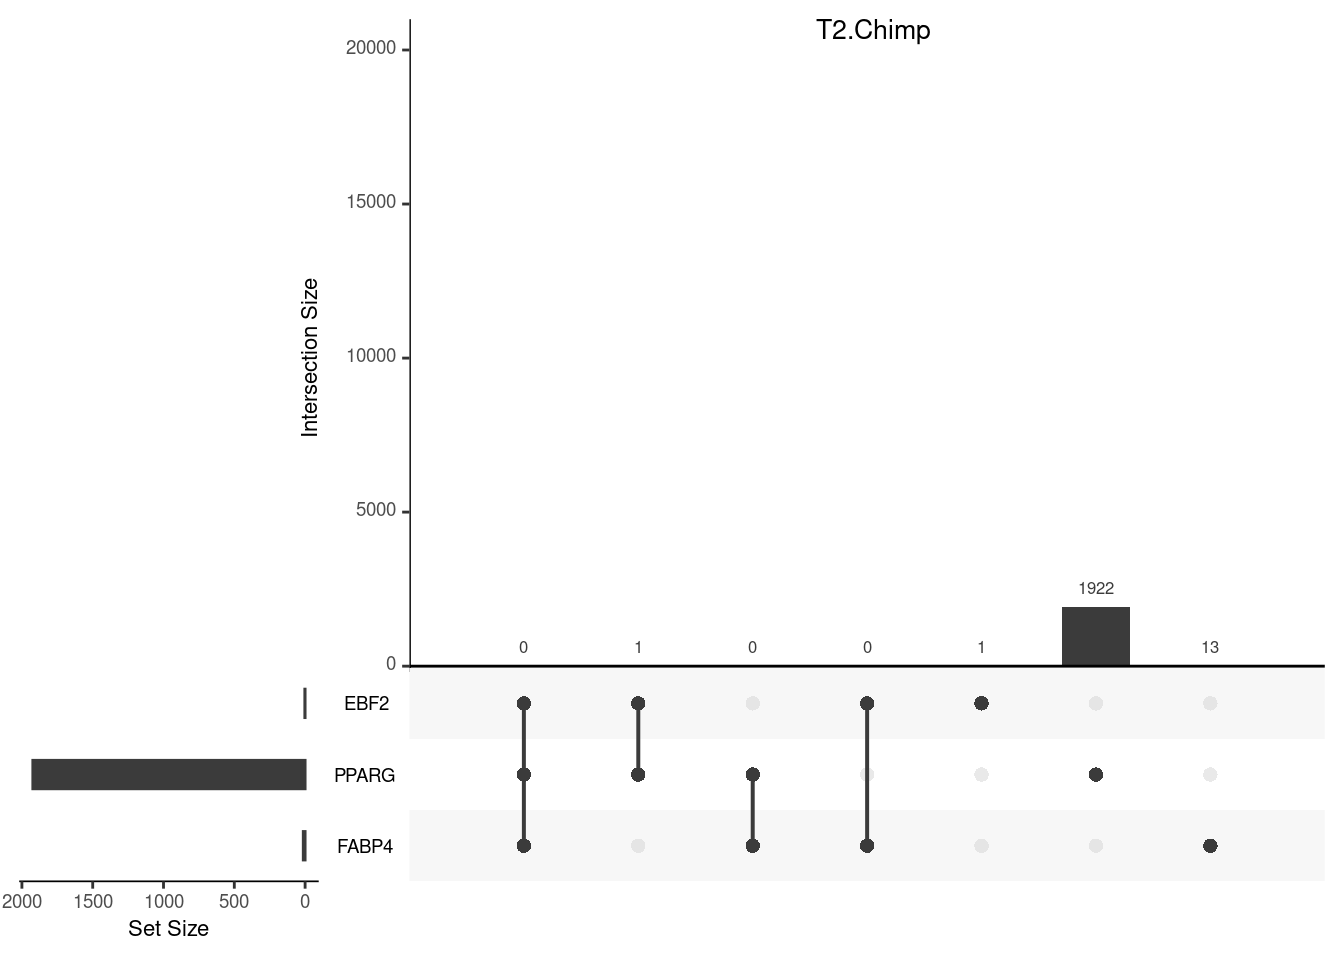 T2.Chimp
20000
15000
10000
5000
0
Intersection Size
0 1 0 0 1 1922 13
EBF2
PPARG
FABP4
2000 1500 1000 500 0
Set Size